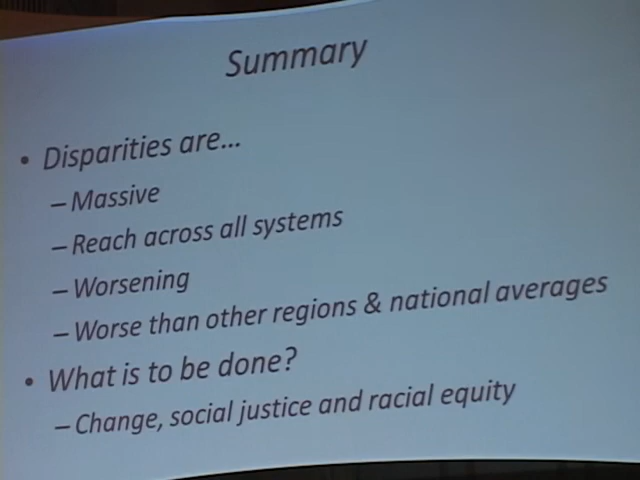 Summary
• Disparities are...
– Massive
– Reach across all systems
– Worsening
– Worse than other regions & national averages
• What is to be done?
– Change, social justice and racial equity